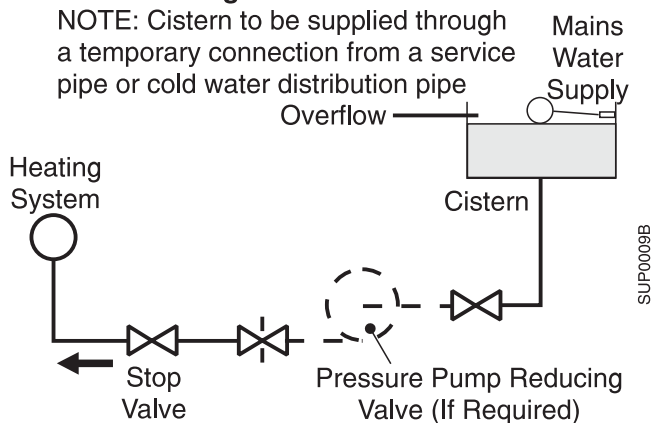 NOTE: Cistern to be supplied through
a temporary connection from a service
pipe or cold water distribution pipe
Mains
Water
Supply
Overflow
Heating
System
Cistern
SUP0009B
Stop
Valve
Pressure Pump Reducing
Valve (If Required)